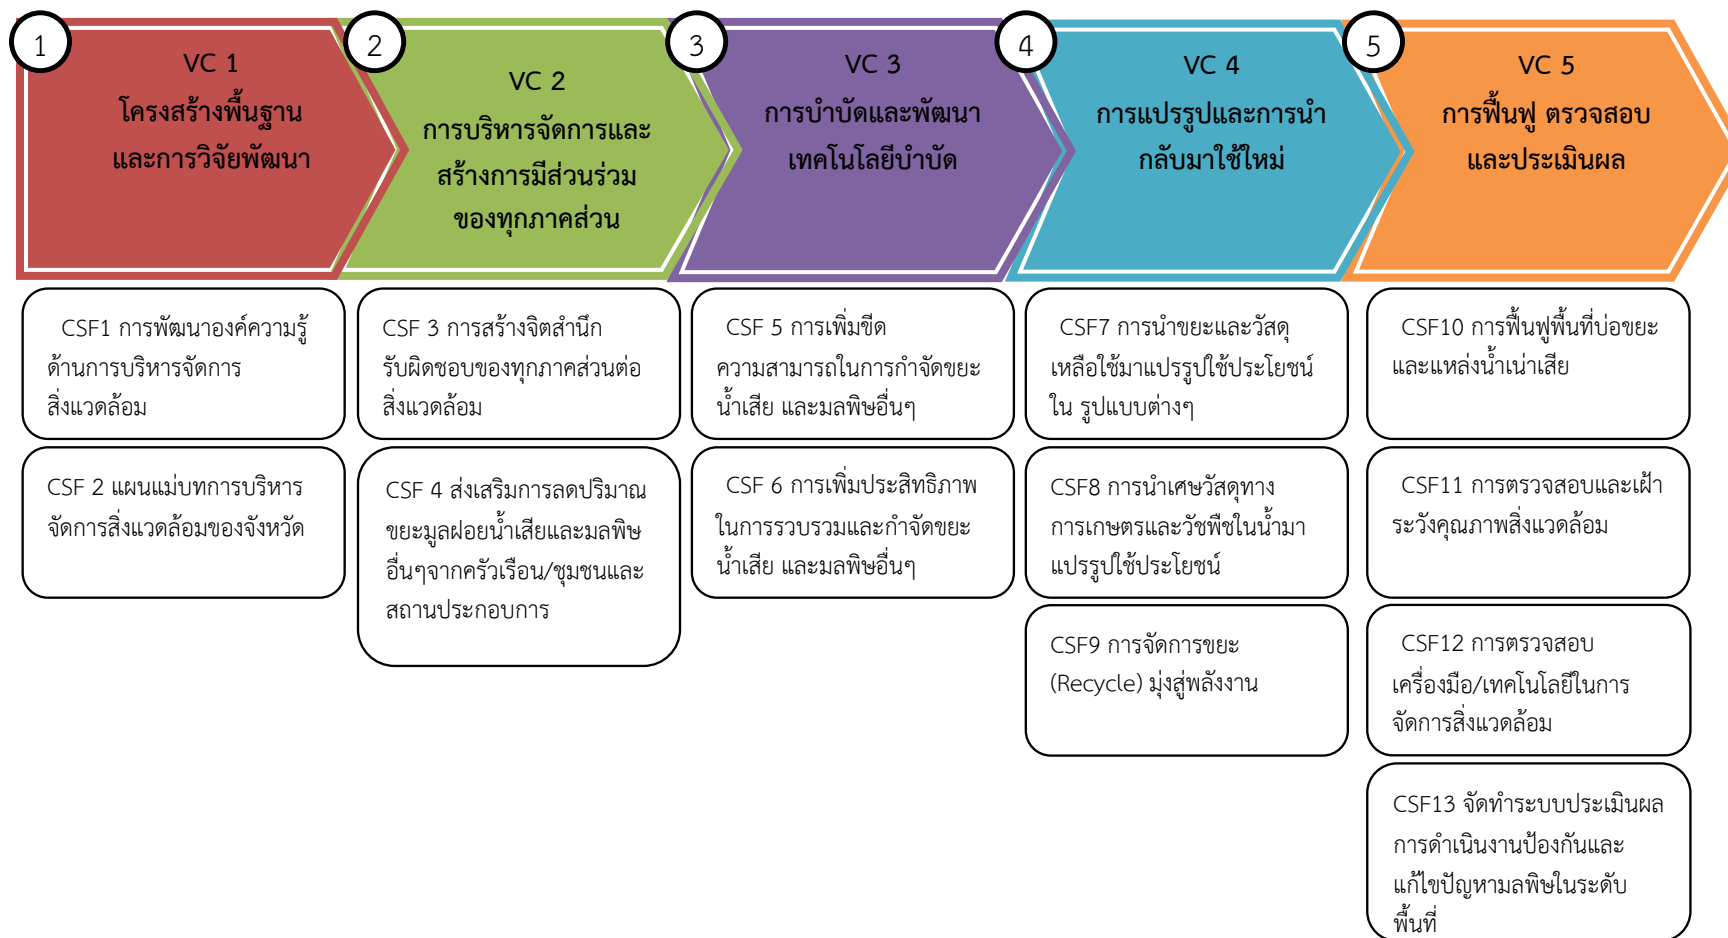 1
VC 1
โครงสร้างพื้นฐาน
และการวิจัยพัฒนา
2
VC 2
การบริหารจัดการและ
สร้างการมีส่วนร่วม
ของทุกภาคส่วน
3
VC 3
การบำบัดและพัฒนา
เทคโนโลยีบำบัด
4
VC 4
การแปรรูปและการนำ
กลับมาใช้ใหม่
5
VC 5
การฟื้นฟู ตรวจสอบ
และประเมินผล
CSF1 การพัฒนาองค์ความรู้
ด้านการบริหารจัดการ
สิ่งแวดล้อม
CSF 2 แผนแม่บทการบริหาร
จัดการสิ่งแวดล้อมของจังหวัด
CSF 3 การสร้างจิตสำนึก
รับผิดชอบของทุกภาคส่วนต่อ
สิ่งแวดล้อม
CSF 4 ส่งเสริมการลดปริมาณ
ขยะมูลฝอยน้ำเสียและมลพิษ
อื่นๆจากครัวเรือน/ชุมชนและ
สถานประกอบการ
CSF 5 การเพิ่มขีด
ความสามารถในการกำจัดขยะ
น้ำเสีย และมลพิษอื่นๆ
CSF 6 การเพิ่มประสิทธิภาพ
ในการรวบรวมและกำจัดขยะ
น้ำเสีย และมลพิษอื่นๆ
CSF7 การนำขยะและวัสดุ
เหลือใช้มาแปรรูปใช้ประโยชน์
ใน รูปแบบต่างๆ
CSF8 การนำเศษวัสดุทาง
การเกษตรและวัชพืชในน้ำมา
แปรรูปใช้ประโยชน์
CSF9 การจัดการขยะ
(Recycle) มุ่งสู่พลังงาน
CSF10 การฟื้นฟูพื้นที่บ่อขยะ
และแหล่งน้ำเน่าเสีย
CSF11 การตรวจสอบและเฝ้า
ระวังคุณภาพสิ่งแวดล้อม
CSF12 การตรวจสอบ
เครื่องมือ/เทคโนโลยีในการ
จัดการสิ่งแวดล้อม
CSF13 จัดทำระบบประเมินผล
การดำเนินงานป้องกันและ
แก้ไขปัญหามลพิษในระดับ
พื้นที่